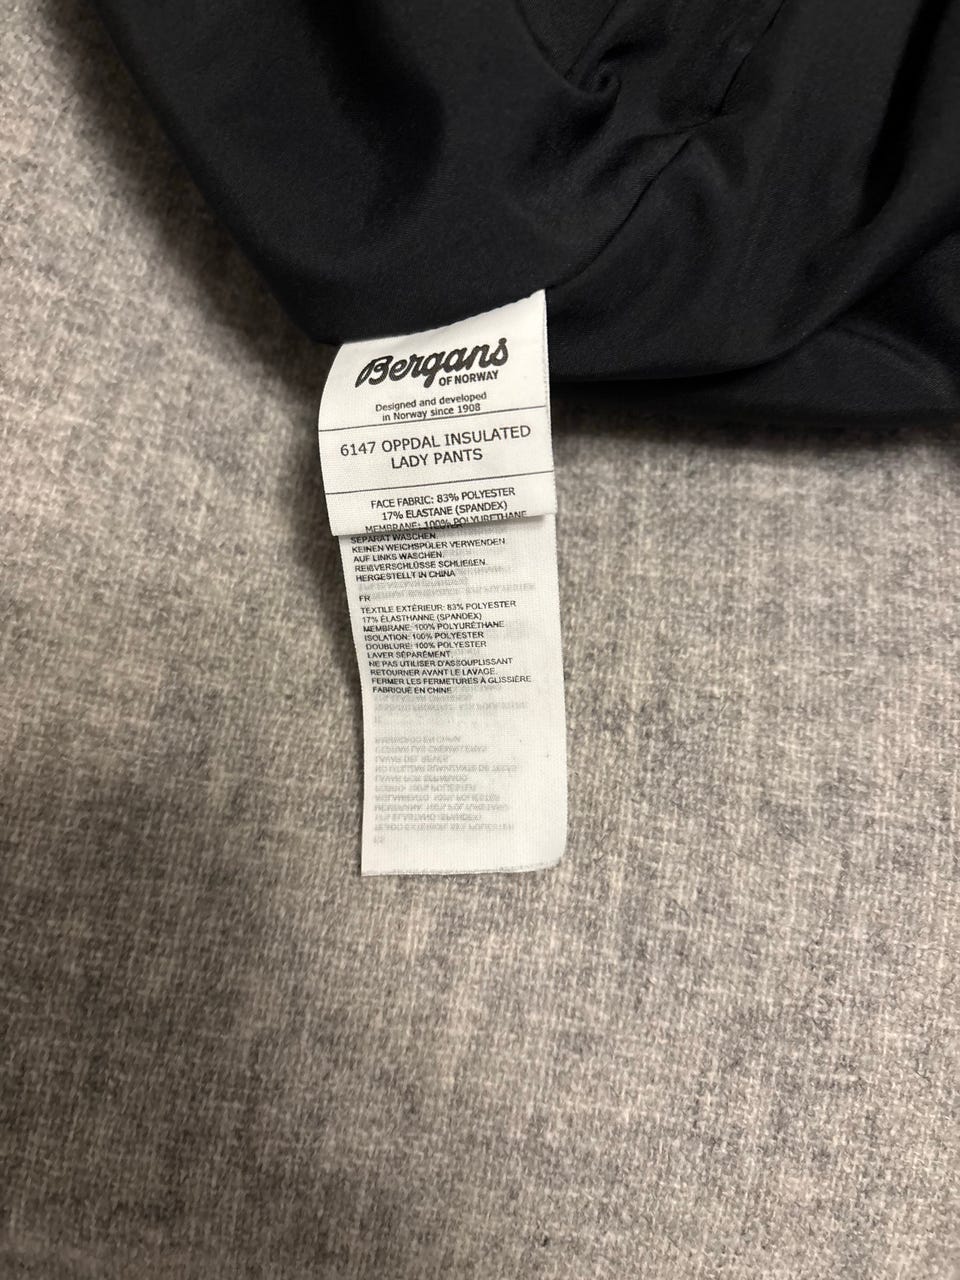 Bergans
OF NORWAY
Designed and developed
in Norway since 1908
6147 OPPDAL INSULATED
LADY PANTS
FACE FABRIC: 83% POLYESTER
17% ELASTANE (SPANDEX)
MEMBRANE: 100% POLYURETHANE
SEPARAT WASCHEN.
KEINEN WEICHSPÜLER VERWENDEN.
AUF LINKS WASCHEN.
REIßVERSCHLÜSSE SCHLIEßEN.
HERGESTELLT IN CHINA
FR
TEXTILE EXTÉRIEUR: 83% POLYESTER
17% ÉLASTHANNE (SPANDEX)
MEMBRANE: 100% POLYURÉTHANE
ISOLATION: 100% POLYESTER
DOUBLURE: 100% POLYESTER
LAVER SÉPARÉMENT.
NE PAS UTILISER D'ASSOUPLISSANT
RETOURNER AVANT LE LAVAGE.
FERMER LES FERMETURES À GLISSIÈRE
FABRIQUÉ EN CHINE